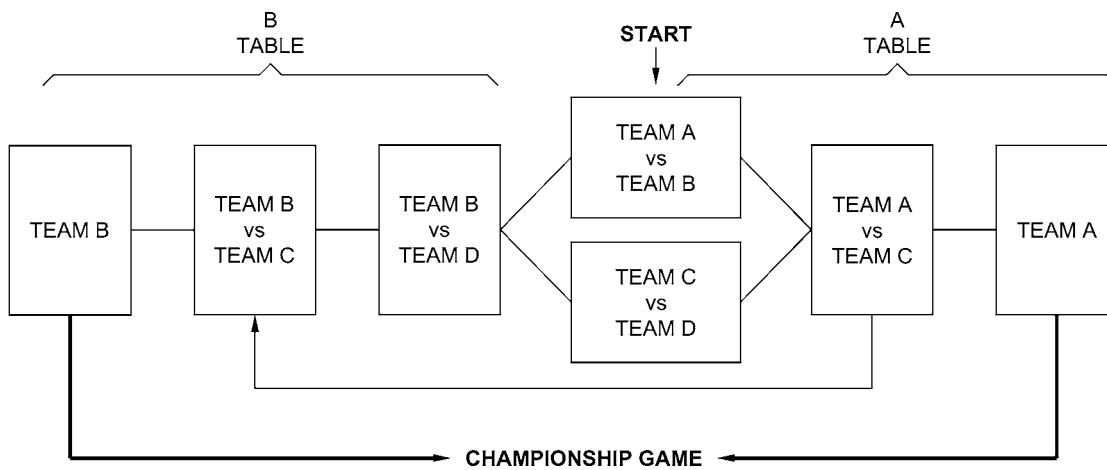 B
TABLE
START
A
TABLE
TEAM B
TEAM B
vs
TEAM C
TEAM B
vs
TEAM D
TEAM A
vs
TEAM B
TEAM C
vs
TEAM D
TEAM A
vs
TEAM C
TEAM A
CHAMPIONSHIP GAME